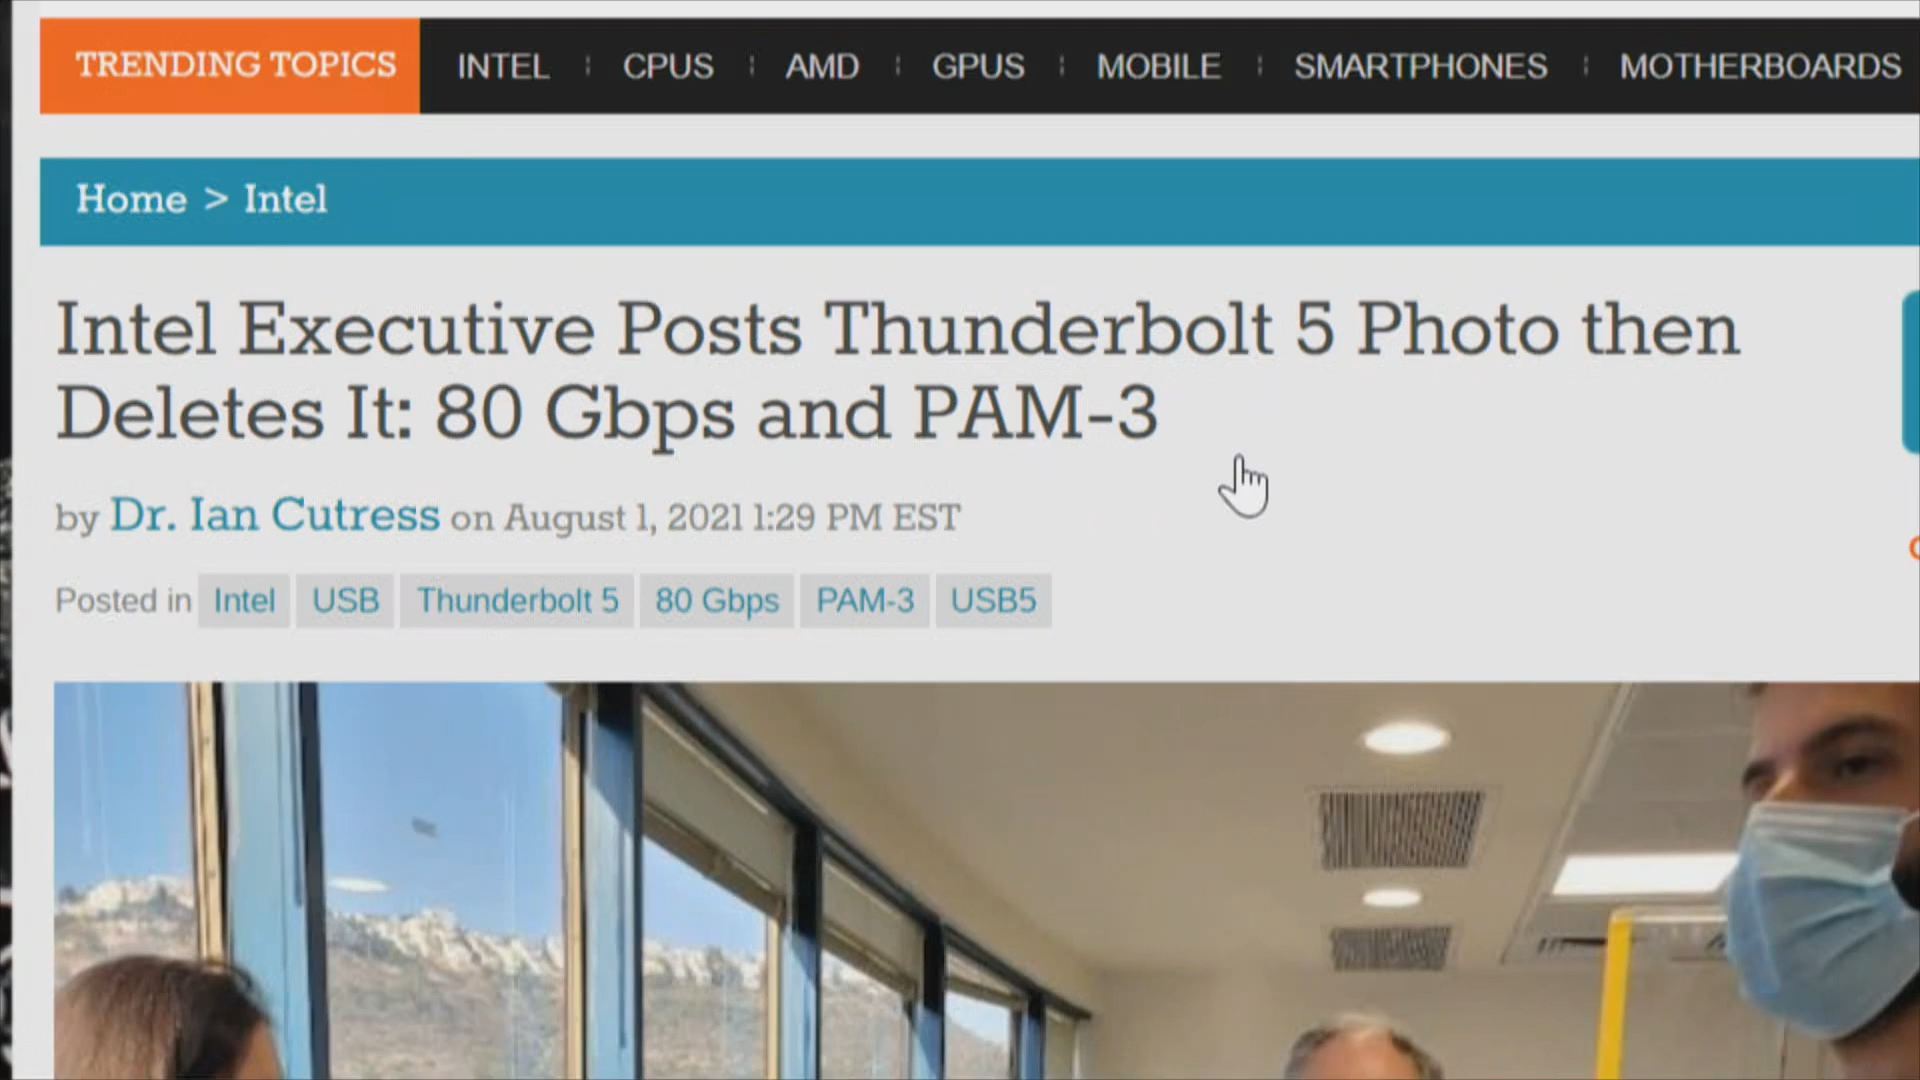 TRENDING TOPICS INTEL CPUS AMD GPUS MOBILE SMARTPHONES MOTHERBOARDS
Home > Intel
Intel Executive Posts Thunderbolt 5 Photo then
Deletes It: 80 Gbps and PAM-3
by Dr. Ian Cutress on August 1, 2021 1:29 PM EST
Posted in Intel USB Thunderbolt 5 80 Gbps PAM-3 USB5